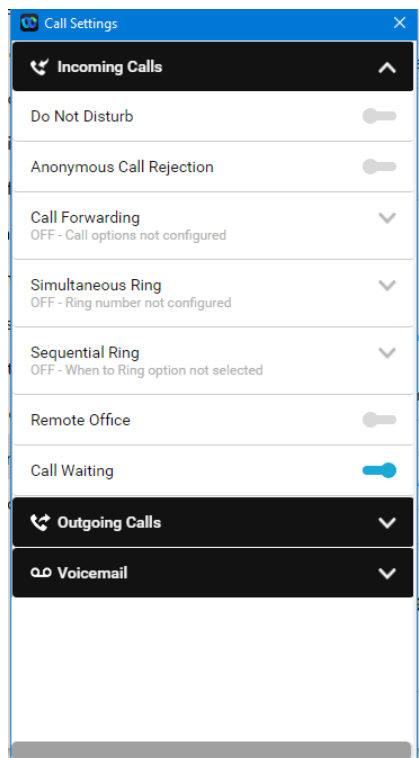 Call Settings
Incoming Calls
Do Not Disturb
Anonymous Call Rejection
Call Forwarding
OFF - Call options not configured
Simultaneous Ring
OFF - Ring number not configured
Sequential Ring
OFF - When to Ring option not selected
Remote Office
Call Waiting
Outgoing Calls
Voicemail